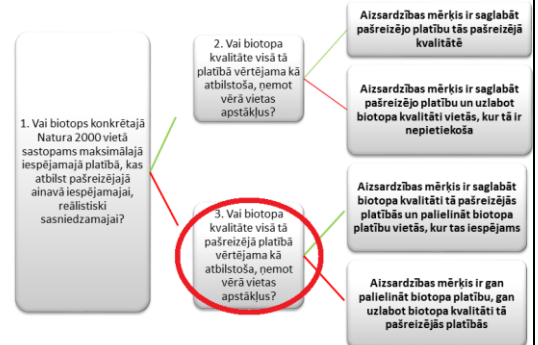 1. Vai biotops konkrētajā
Natura 2000 vietā
sastopams maksimālajā
iespējamajā platībā, kas
atbilst pašreizējajā
ainavā iespējamajai,
reālistiski
sasniedzamajai?
2. Vai biotopa
kvalitāte visā tā
platībā vērtējama kā
atbilstoša, ņemot
vērā vietas
apstākļus?
Aizsardzības mērķis ir saglabāt
pašreizējo platību tās pašreizējā
kvalitātē
Aizsardzības mērķis ir saglabāt
pašreizējo platību un uzlabot
biotopa kvalitāti vietās, kur tā ir
nepietiekoša
3. Vai biotopa
kvalitāte visā tā
pašreizējā platībā
vērtējama kā
atbilstoša, ņemot
vērā vietas
apstākļus?
Aizsardzības mērķis ir saglabāt
biotopa kvalitāti tā pašreizējās
platībās un palielināt biotopa
platību vietās, kur tas iespējams
Aizsardzības mērķis ir gan
palielināt biotopa platību, gan
uzlabot biotopa kvalitāti tā
pašreizējās platībās